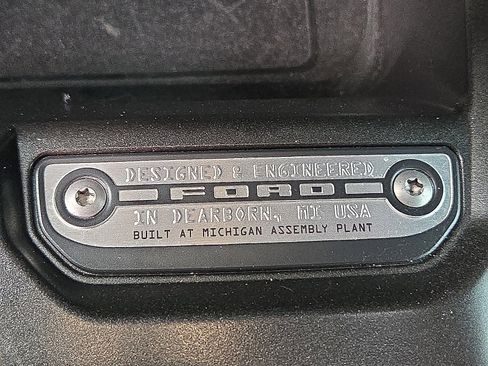 DESIGNED & ENGINEERED
FORD
IN DEARBORN, MI USA
BUILT AT MICHIGAN ASSEMBLY PLANT